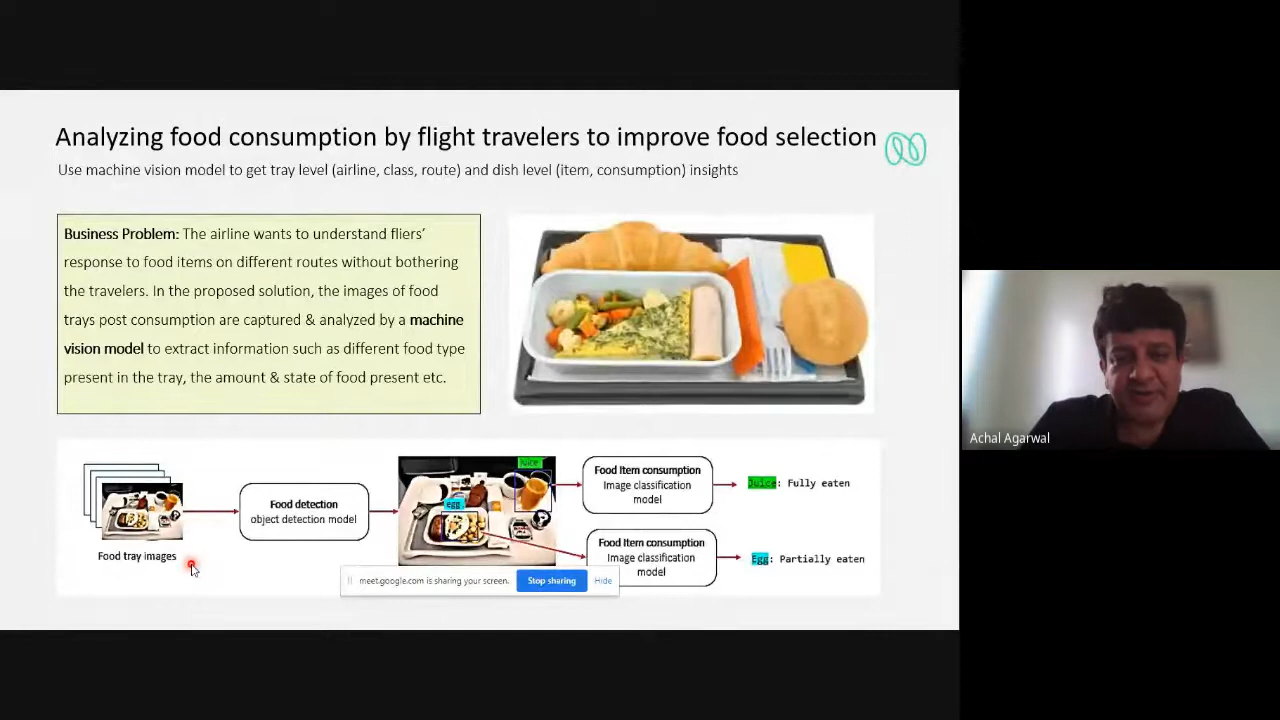 Analyzing food consumption by flight travelers to improve food selection
Use machine vision model to get tray level (airline, class, route) and dish level (item, consumption) insights
Business Problem: The airline wants to understand fliers'
response to food items on different routes without bothering
the travelers. In the proposed solution, the images of food
trays post consumption are captured & analyzed by a machine
vision model to extract information such as different food type
present in the tray, the amount & state of food present etc.
Food tray images
Food detection
object detection model
Juice
Egg
Food Item consumption
Image classification
model
Juice: Fully eaten
Food Item consumption
Image classification
model
Egg: Partially eaten
meet.google.com is sharing your screen.
Stop sharing
Hide
Achal Agarwal